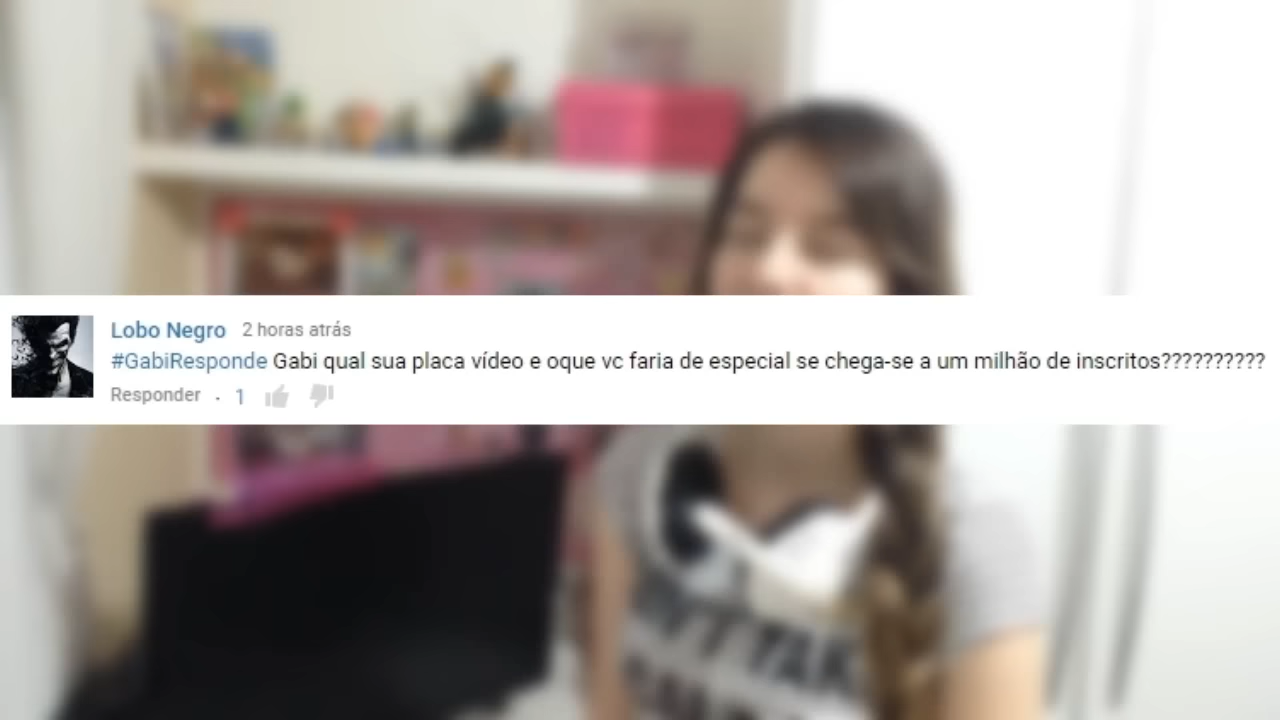 Lobo Negro 2 horas atrás
#GabiResponde Gabi qual sua placa vídeo e oque vc faria de especial se chega-se a um milhão de inscritos??????????
Responder . 1